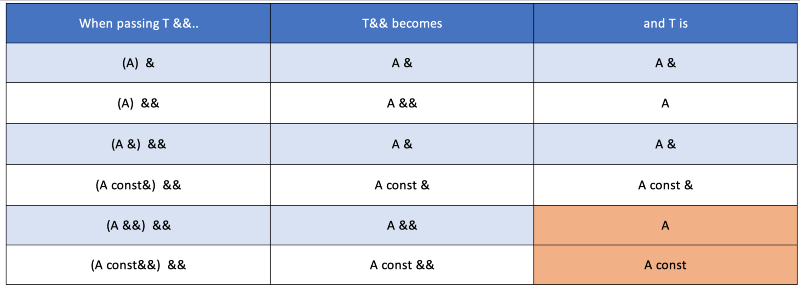 When passing T &&.. T&& becomes and T is
(A) & A & A &
(A) && A && A
(A &) && A & A &
(A const&) && A const & A const &
(A &&) && A && A
(A const&&) && A const && A const